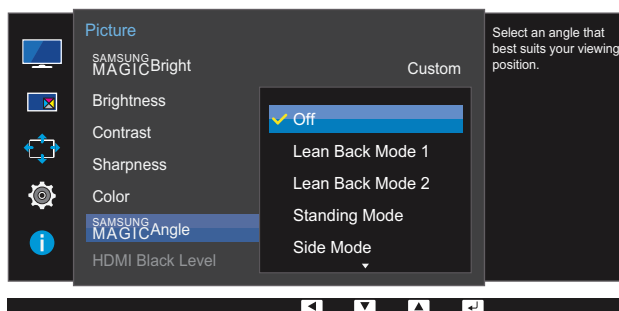 Picture
SAMSUNG
MAGICBright Custom
Brightness
Contrast
Sharpness
Color
SAMSUNG
MAGICAngle
HDMI Black Level
Off
Lean Back Mode 1
Lean Back Mode 2
Standing Mode
Side Mode
Select an angle that
best suits your viewing
position.